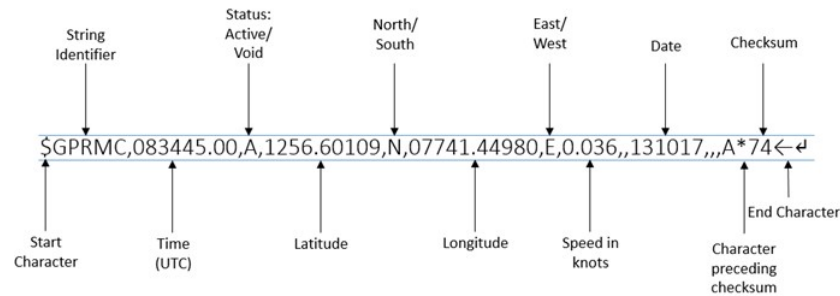 String
Identifier
Status:
Active/
Void
North/
South
East/
West
Date
Checksum
$GPRMC,083445.00,A,1256.60109,N,07741.44980,E,0.036,,131017,,,A*74←↲
Start
Character
Time
(UTC)
Latitude
Longitude
Speed in
knots
Character
preceding
checksum
End Character